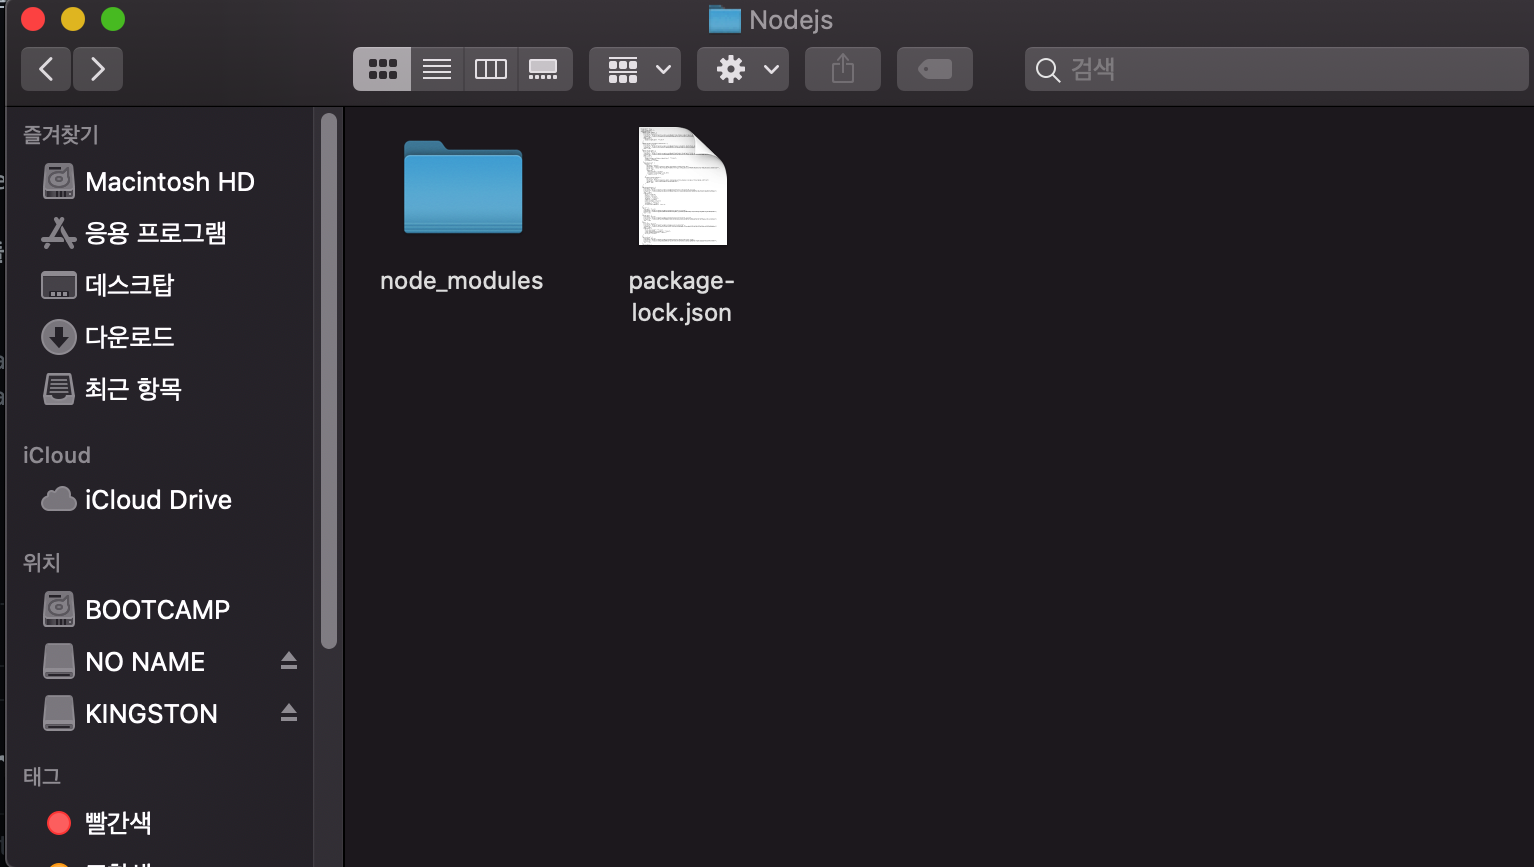 Nodejs
검색
즐겨찾기
Macintosh HD
응용 프로그램
데스크탑
다운로드
최근 항목
iCloud
iCloud Drive
위치
BOOTCAMP
NO NAME
KINGSTON
태그
빨간색
node_modules
package-
lock.json